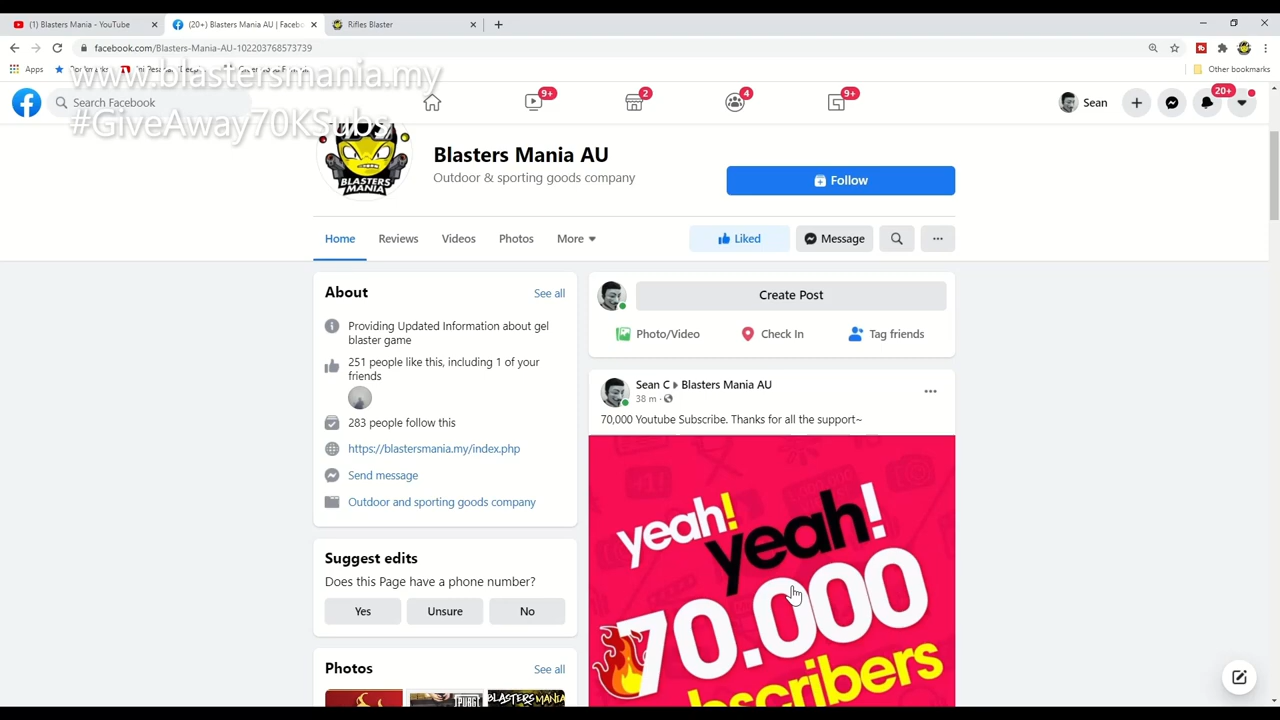 (1) Blasters Mania - YouTube
(20+) Blasters Mania AU | Facebo
Rifles Blaster
facebook.com/Blasters-Mania-AU-102203768573739
Apps
Other bookmarks
www.blastersmania.my
#GiveAway70KSubs
Search Facebook
9+
2
4
9+
Sean
20+
BLASTERS
MANIA
Blasters Mania AU
Outdoor & sporting goods company
Follow
Home
Reviews
Videos
Photos
More
Liked
Message
About
See all
Providing Updated Information about gel
blaster game
251 people like this, including 1 of your
friends
283 people follow this
https://blastersmania.my/index.php
Send message
Outdoor and sporting goods company
Suggest edits
Does this Page have a phone number?
Yes
Unsure
No
Photos
See all
PUBG
BLASTERS MANIA
Create Post
Photo/Video
Check In
Tag friends
Sean C Blasters Mania AU
38 m
70,000 Youtube Subscribe. Thanks for all the support~
yeah!
yeah!
70.000
bscribers